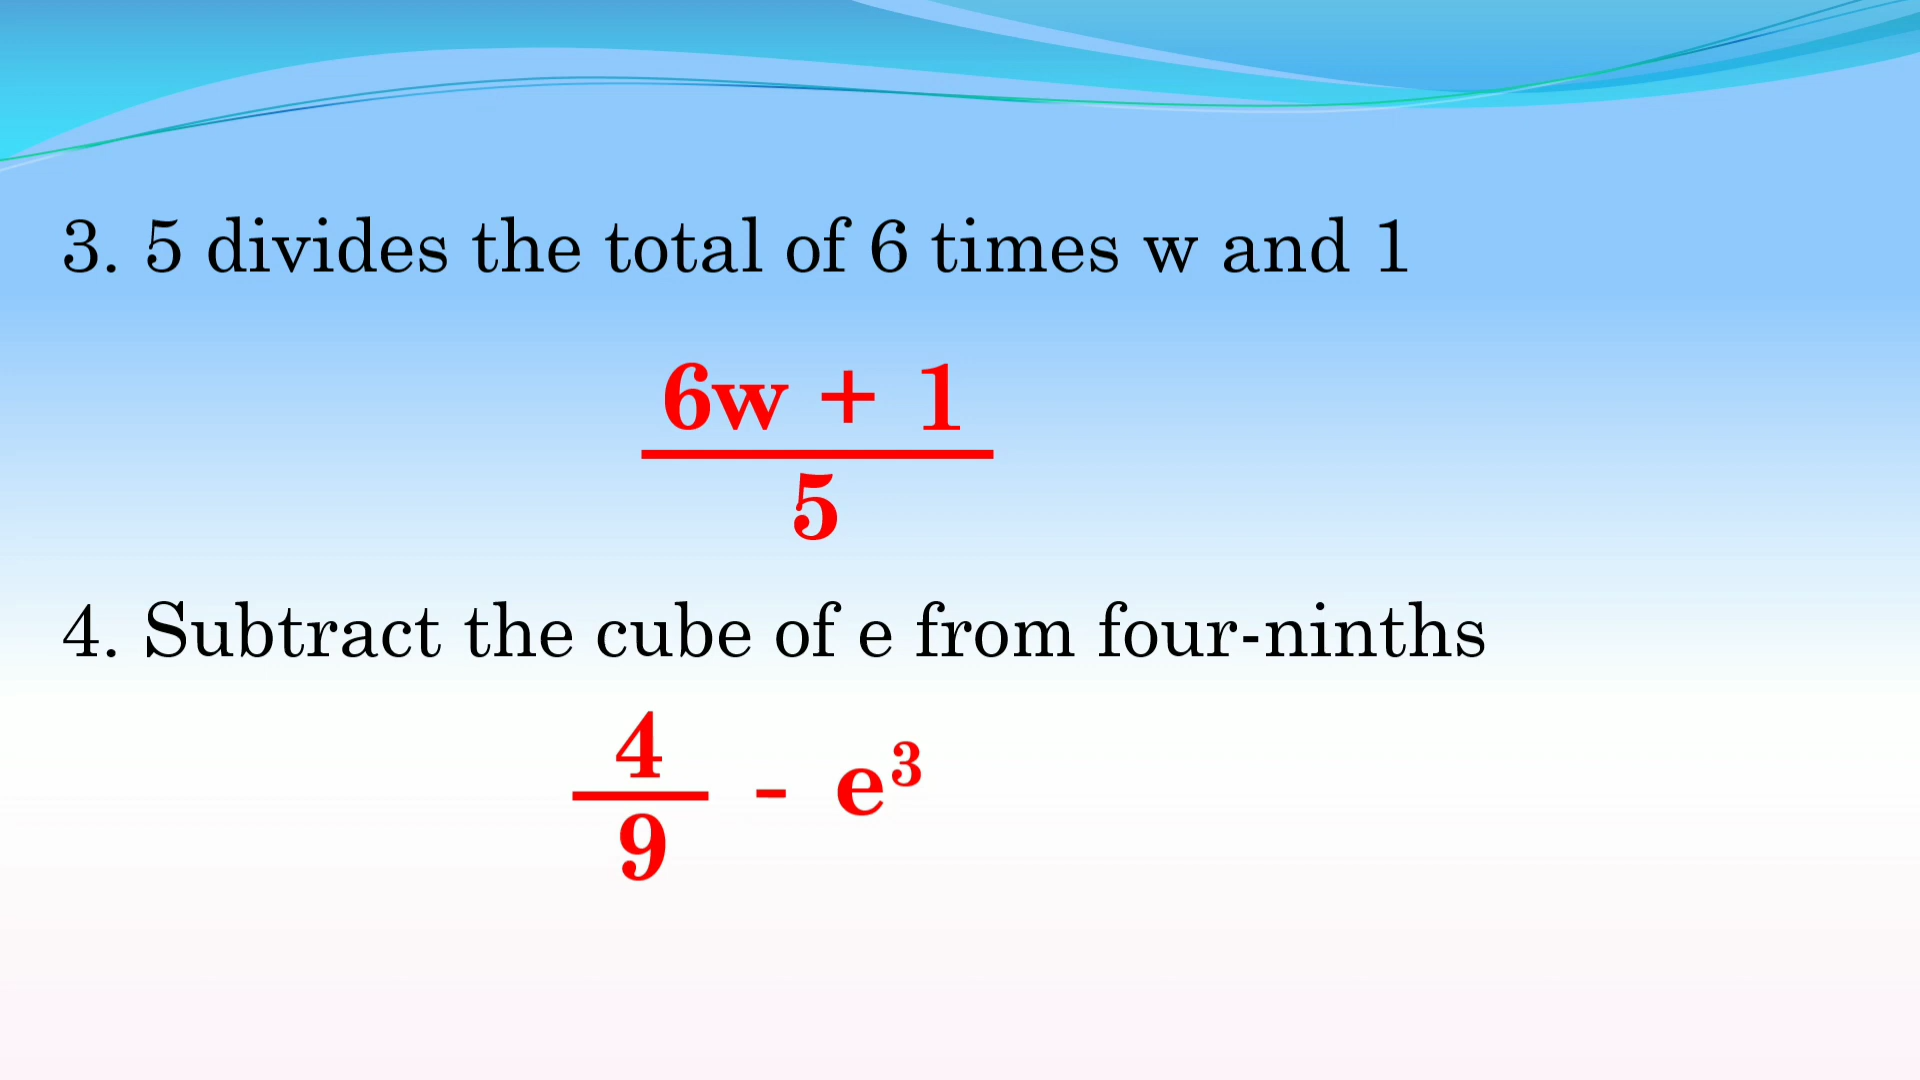 3. 5 divides the total of 6 times w and 1
6w + 1
5
4. Subtract the cube of e from four-ninths
4
9
- e³